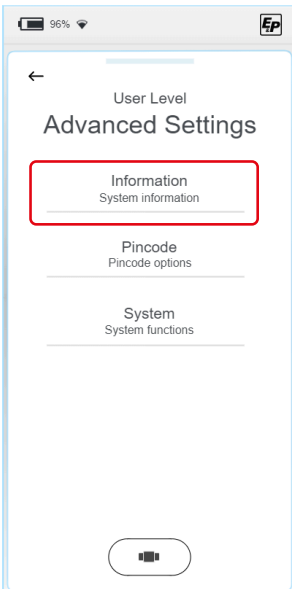 96%
EP
User Level
Advanced Settings
Information
System information
Pincode
Pincode options
System
System functions